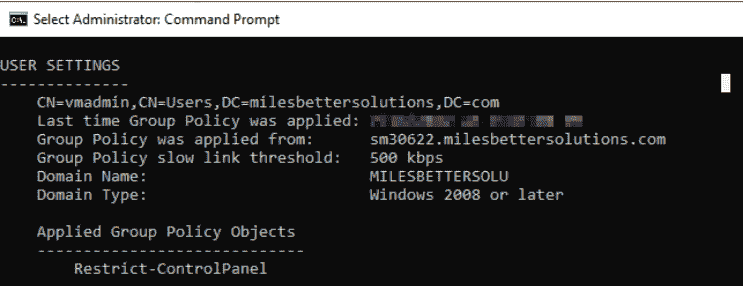 Select Administrator: Command Prompt
USER SETTINGS
--------------
CN=vmadmin,CN=Users,DC=milesbettersolutions,DC=com
Last time Group Policy was applied:
Group Policy was applied from: sm30622.milesbettersolutions.com
Group Policy slow link threshold: 500 kbps
Domain Name: MILESBETTERSOLU
Domain Type: Windows 2008 or later
Applied Group Policy Objects
-----------------------------
Restrict-ControlPanel